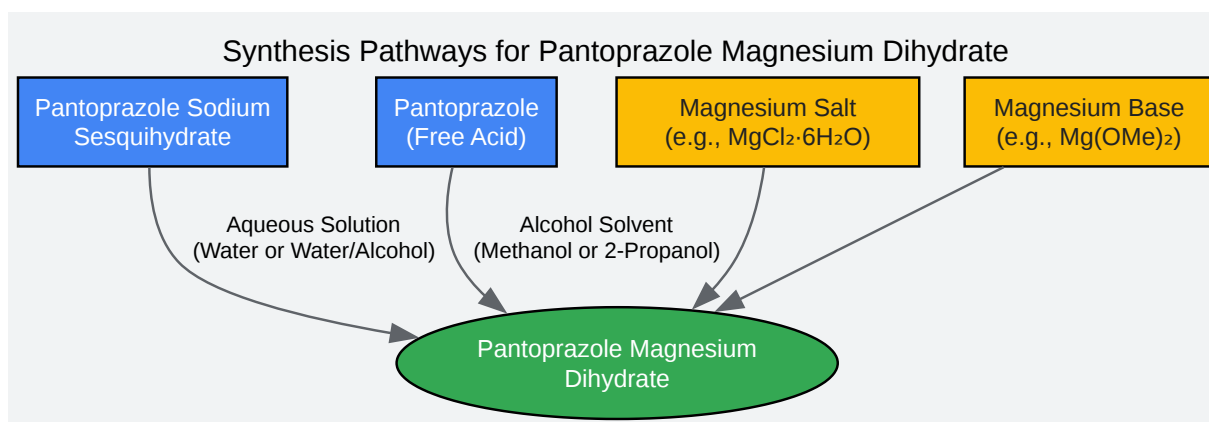 Synthesis Pathways for Pantoprazole Magnesium Dihydrate
Pantoprazole Sodium
Sesquihydrate
Pantoprazole
(Free Acid)
Magnesium Salt
(e.g., MgCl₂·6H₂O)
Magnesium Base
(e.g., Mg(OMe)₂)
Aqueous Solution
(Water or Water/Alcohol)
Alcohol Solvent
(Methanol or 2-Propanol)
Pantoprazole Magnesium
Dihydrate